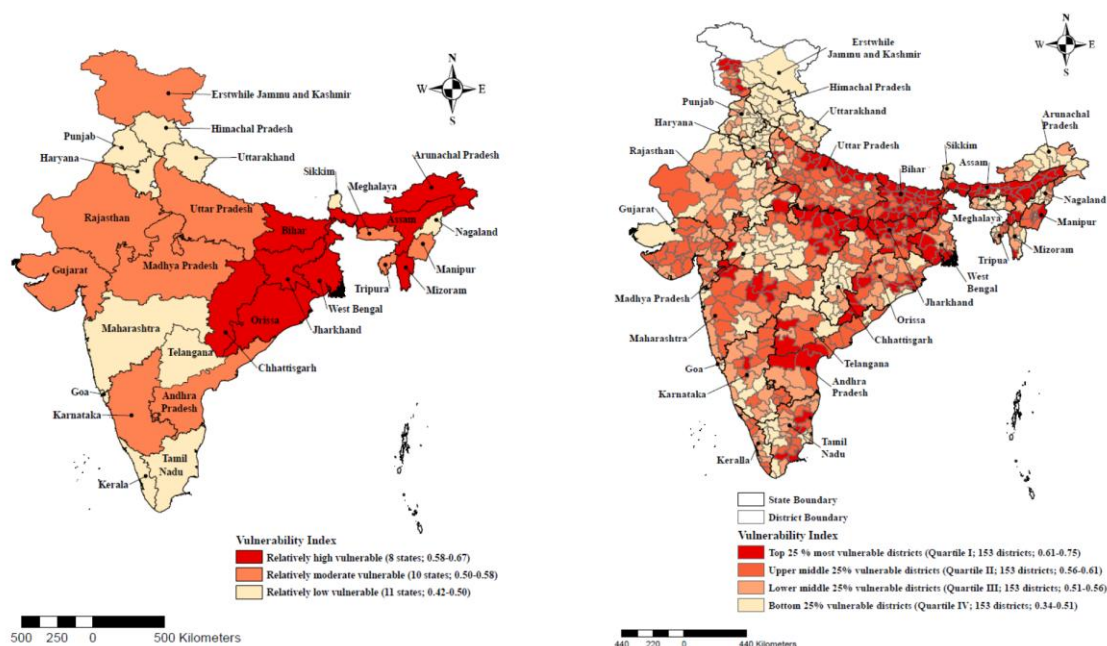 N
W E
S
Erstwhile Jammu and Kashmir
Himachal Pradesh
Punjab
Haryana
Uttarakhand
Sikkim
Arunachal Pradesh
Meghalaya
Assam
Rajasthan
Uttar Pradesh
Bihar
Nagaland
Madhya Pradesh
Gujarat
Manipur
Tripura
Mizoram
West Bengal
Jharkhand
Orissa
Maharashtra
Telangana
Chhattisgarh
Goa
Karnataka
Andhra
Pradesh
Tamil
Nadu
Kerala
Vulnerability Index
Relatively high vulnerable (8 states; 0.58-0.67)
Relatively moderate vulnerable (10 states; 0.50-0.58)
Relatively low vulnerable (11 states; 0.42-0.50)
500 250 0 500 Kilometers
N
W E
S
Erstwhile
Jammu and Kashmir
Himachal Pradesh
Punjab
Uttarakhand
Haryana
Arunachal
Pradesh
Rajasthan
Uttar Pradesh
Sikkim
Bihar
Assam
Gujarat
Nagaland
Meghalaya
Manipur
Tripua
Mizoram
West
Bengal
Madhya Pradesh
Jharkhand
Orissa
Maharashtra
Chhattisgarh
Telangana
Goa
Andhra
Pradesh
Karnataka
Tamil
Nadu
Keralla
State Boundary
District Boundary
Vulnerability Index
Top 25 % most vulnerable districts (Quartile I; 153 districts, 0.61-0.75)
Upper middle 25% vulnerable districts (Quartile II; 153 districts; 0.56-0.61)
Lower middle 25% vulnerable districts (Quartile III; 153 districts; 0.51-0.56)
Bottom 25% vulnerable districts (Quartile IV; 153 districts; 0.34-0.51)
440 220 0 440 Kilometers